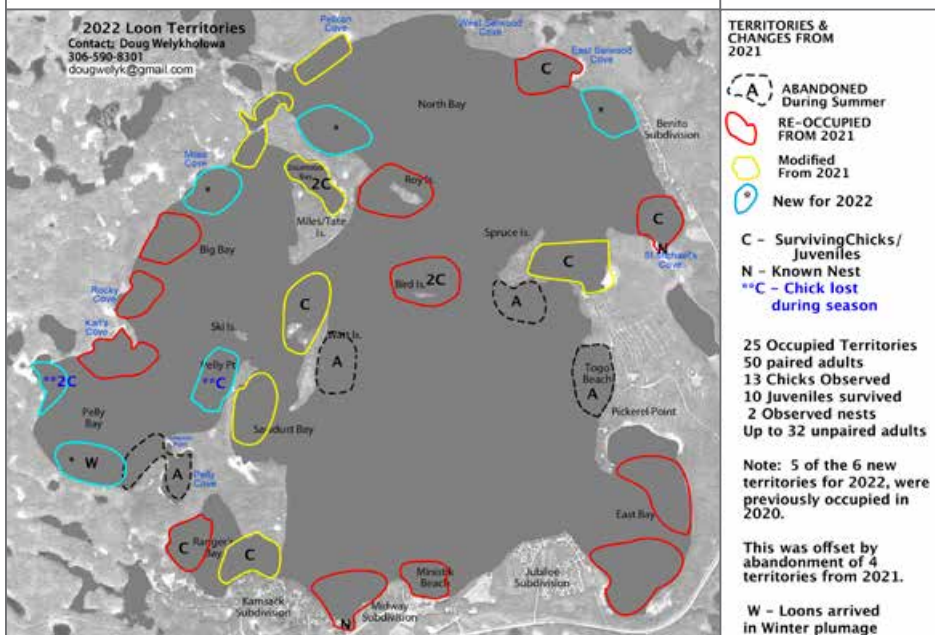 2022 Loon Territories
Contact; Doug Welykholowa
306-590-8301
dougwelyk@gmail.com
Pelican
Cove
West Serwood
Cove
East Serwood
Cove
C
North Bay
Benito
Subdivision
Moss
Cove
2C
Roy Is.
Miles/Tate
Is.
C
N
St. Michael's
Cove
Spruce Is.
C
Big Bay
Bird Is.
2C
A
Rocky
Cove
C
Ski Is.
Karl's
Cove
A
Pelly Pt
**C
**2C
Togo
Beach
A
Pelly
Bay
Sawdust Bay
Pickerel Point
* W
A
Pelly
Cove
East Bay
C
Ranger's
Bay
C
Ministik
Beach
Jubilee
Subdivision
Kamsack
Subdivision
N
Midway
Subdivision
TERRITORIES &
CHANGES FROM
2021
A
ABANDONED
During Summer
RE-OCCUPIED
FROM 2021
Modified
From 2021
* New for 2022
C - SurvivingChicks/
Juveniles
N - Known Nest
**C - Chick lost
during season
25 Occupied Territories
50 paired adults
13 Chicks Observed
10 Juveniles survived
2 Observed nests
Up to 32 unpaired adults
Note: 5 of the 6 new
territories for 2022, were
previously occupied in
2020.
This was offset by
abandonment of 4
territories from 2021.
W - Loons arrived
in Winter plumage